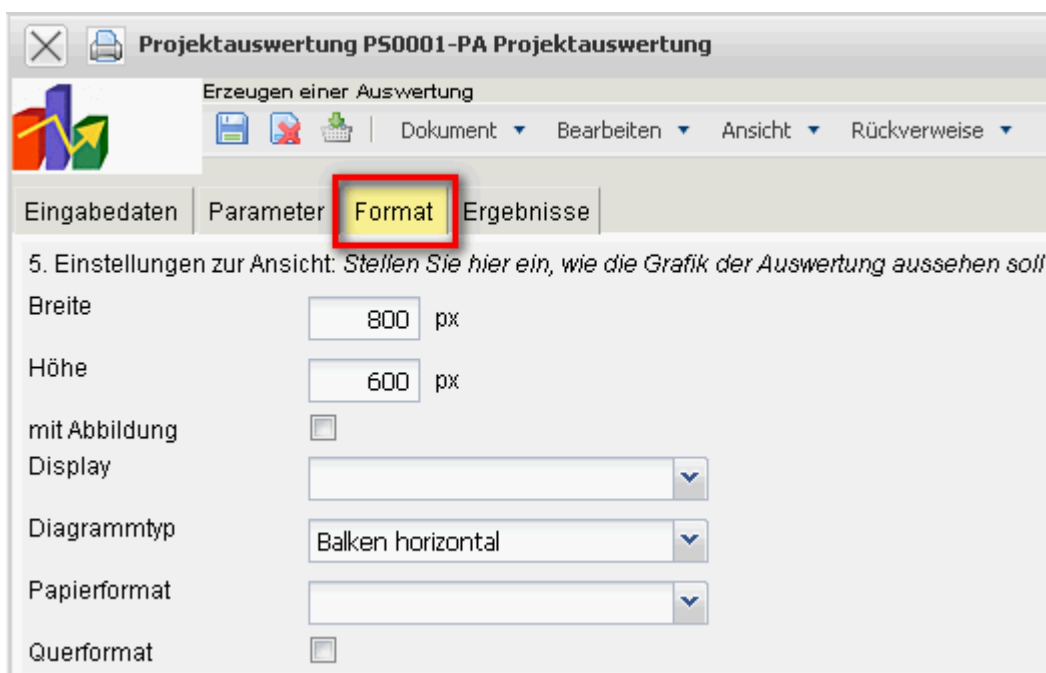 Projektauswertung PS0001-PA Projektauswertung
Erzeugen einer Auswertung
Dokument Bearbeiten Ansicht Rückverweise
Eingabedaten Parameter Format Ergebnisse
5. Einstellungen zur Ansicht: Stellen Sie hier ein, wie die Grafik der Auswertung aussehen soll
Breite 800 px
Höhe 600 px
mit Abbildung
Display
Diagrammtyp Balken horizontal
Papierformat
Querformat